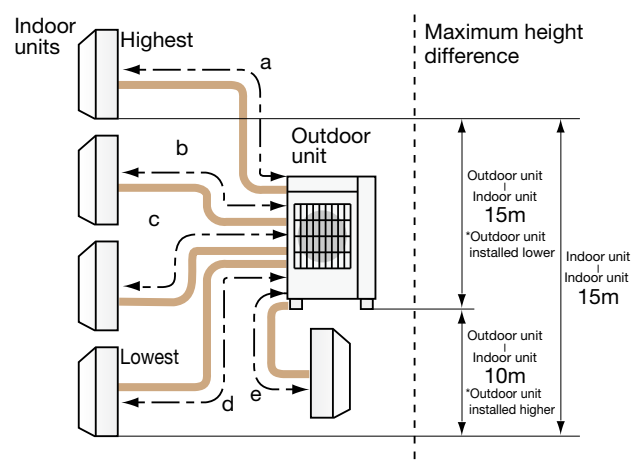 Indoor
units
Highest
a
b
c
Lowest
d
e
Outdoor
unit
Maximum height
difference
Outdoor unit
Indoor unit
15m
*Outdoor unit
installed lower
Outdoor unit
Indoor unit
10m
*Outdoor unit
installed higher
Indoor unit
Indoor unit
15m